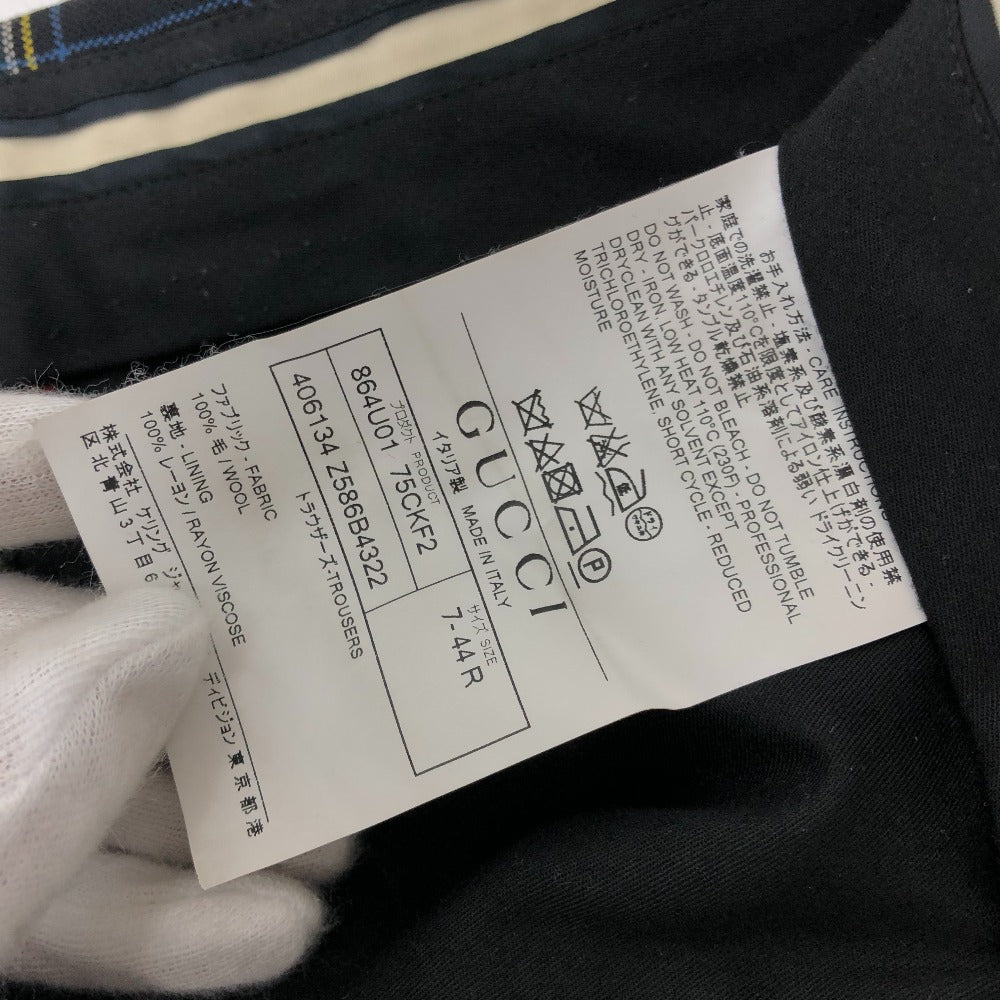 お手入れ方法 - CARE INSTRUCTIONS
家庭での洗濯禁止 - 塩素系及び酸素系漂白剤の使用禁
止 - 底面温度110°Cを限度としてアイロン仕上げができる -
パークロロエチレン及び石油系溶剤による弱いドライクリーニン
グができる - タンブル乾燥禁止
DO NOT WASH - DO NOT BLEACH - DO NOT TUMBLE
DRY - IRON LOW HEAT 110°C (230F) - PROFESSIONAL
DRYCLEAN WITH ANY SOLVENT EXCEPT
TRICHLOROETHYLENE, SHORT CYCLE - REDUCED
MOISTURE
P
GUCCI
イタリア製 MADE IN ITALY
プロダクト PRODUCT
864U01 75CKF2
サイズ SIZE
7-44 R
406134 Z586B4322
トラウザーズ-TROUSERS
ファブリック - FABRIC
100% 毛 / WOOL
裏地 - LINING
100% レーヨン / RAYON VISCOSE
株式会社 ケリング ジャ
ディビジョン 東京都港
区北青山3丁目6